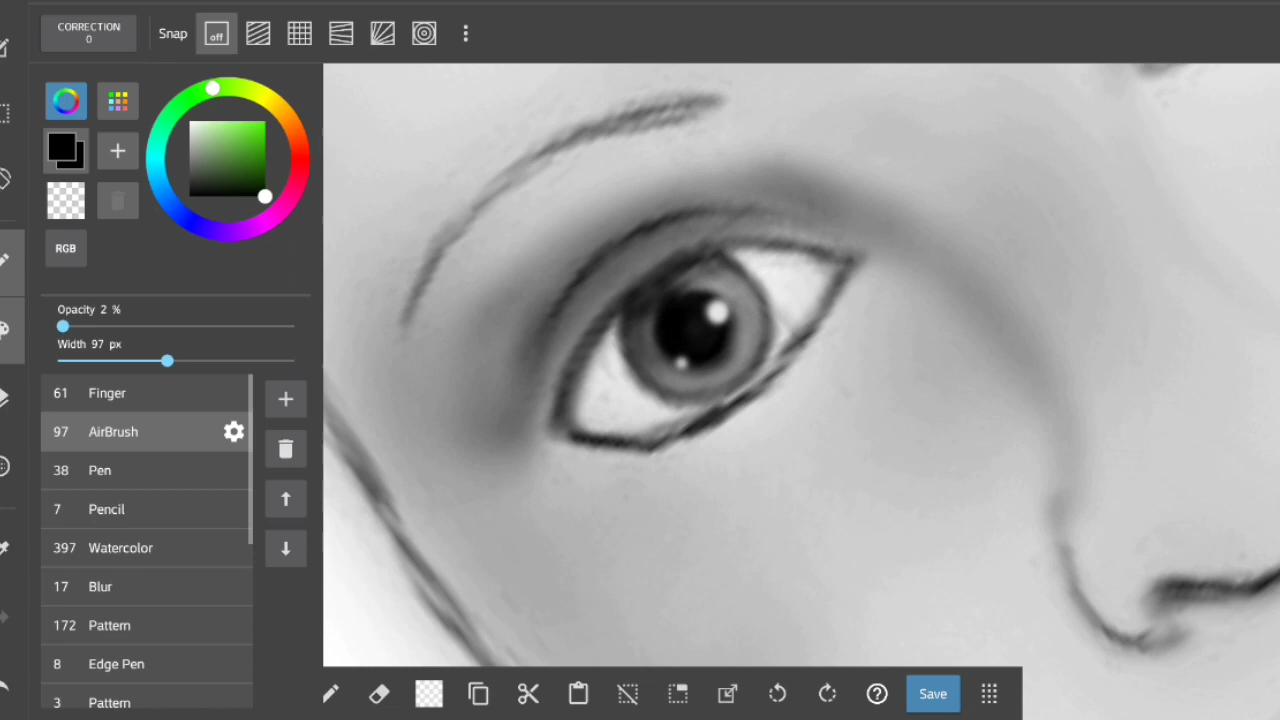 CORRECTION
0
Snap
off
RGB
Opacity 2 %
Width 97 px
61 Finger
97 AirBrush
38 Pen
7 Pencil
397 Watercolor
17 Blur
172 Pattern
8 Edge Pen
3 Pattern
Save